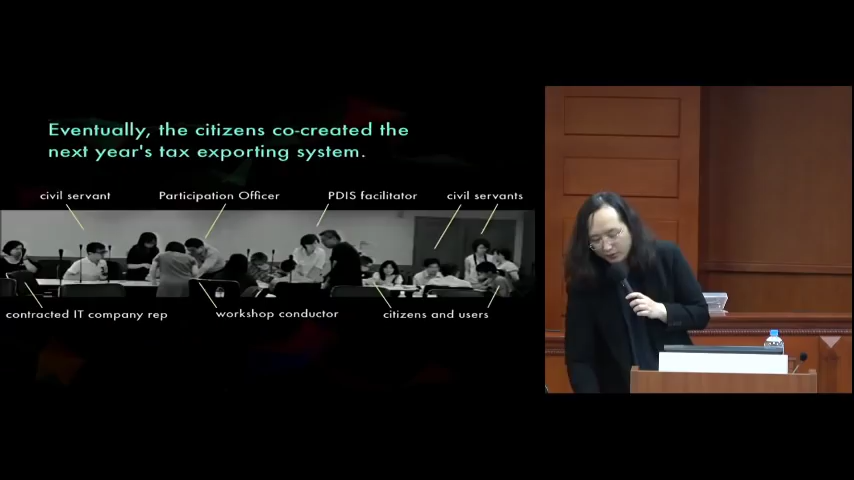 Eventually, the citizens co-created the
next year's tax exporting system.
civil servant Participation Officer PDIS facilitator civil servants
contracted IT company rep workshop conductor citizens and users